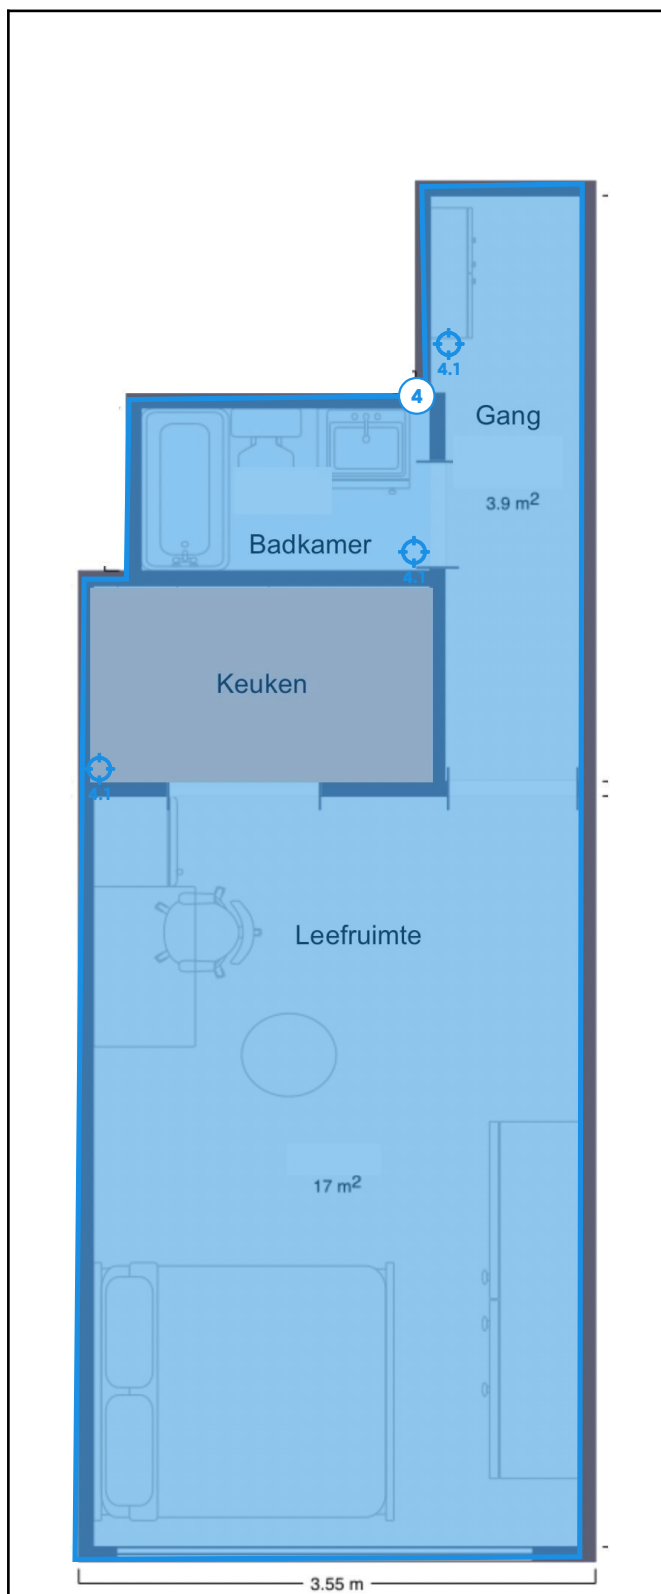 4.1
4
Gang
3.9 m2
Badkamer
4.1
Keuken
4.1
Leefruimte
17 m2
3.55 m